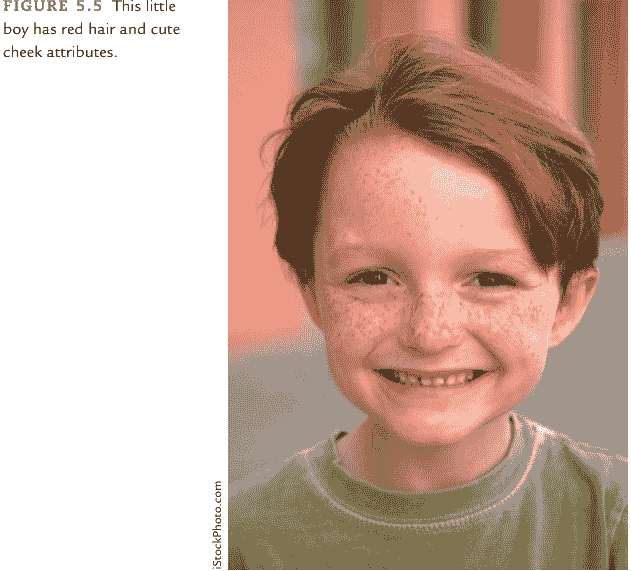 FIGURE 5.5 This little
boy has red hair and cute
cheek attributes.
iStockPhoto.com